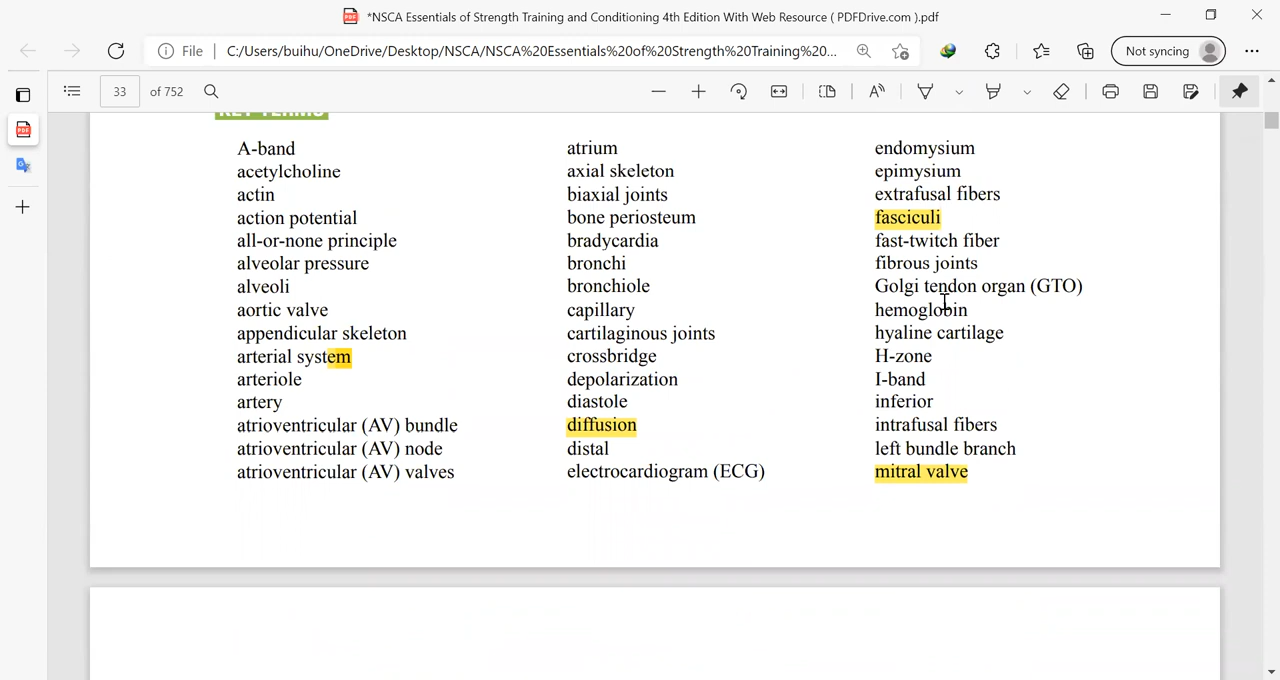 *NSCA Essentials of Strength Training and Conditioning 4th Edition With Web Resource ( PDFDrive.com ).pdf
File
C:/Users/buihu/OneDrive/Desktop/NSCA/NSCA%20Essentials%20of%20Strength%20Training%20...
Not syncing
33 of 752
KEY TERMS
A-band
acetylcholine
actin
action potential
all-or-none principle
alveolar pressure
alveoli
aortic valve
appendicular skeleton
arterial system
arteriole
artery
atrioventricular (AV) bundle
atrioventricular (AV) node
atrioventricular (AV) valves
atrium
axial skeleton
biaxial joints
bone periosteum
bradycardia
bronchi
bronchiole
capillary
cartilaginous joints
crossbridge
depolarization
diastole
diffusion
distal
electrocardiogram (ECG)
endomysium
epimysium
extrafusal fibers
fasciculi
fast-twitch fiber
fibrous joints
Golgi tendon organ (GTO)
hemoglobin
hyaline cartilage
H-zone
I-band
inferior
intrafusal fibers
left bundle branch
mitral valve